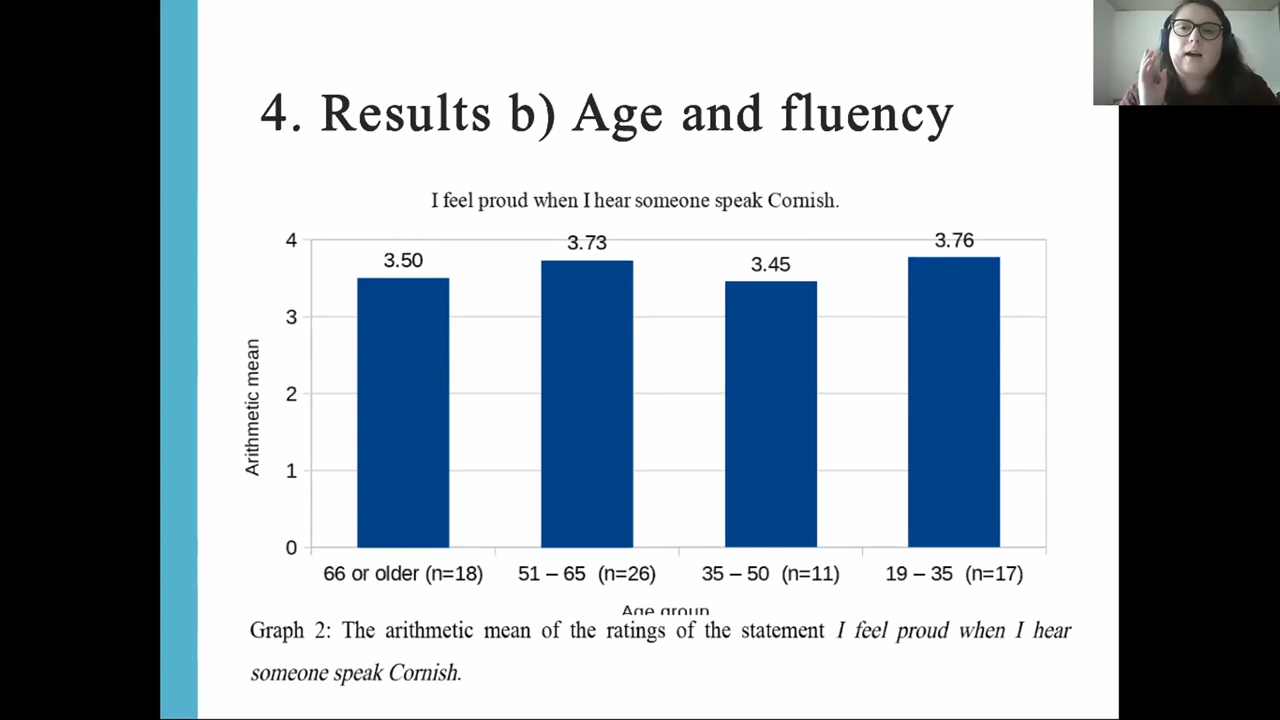 4. Results b) Age and fluency
I feel proud when I hear someone speak Cornish.
4
3
2
1
0
Arithmetic mean
3.50
3.73
3.45
3.76
66 or older (n=18)
51 – 65 (n=26)
35 – 50 (n=11)
19 – 35 (n=17)
Age group
Graph 2: The arithmetic mean of the ratings of the statement I feel proud when I hear
someone speak Cornish.